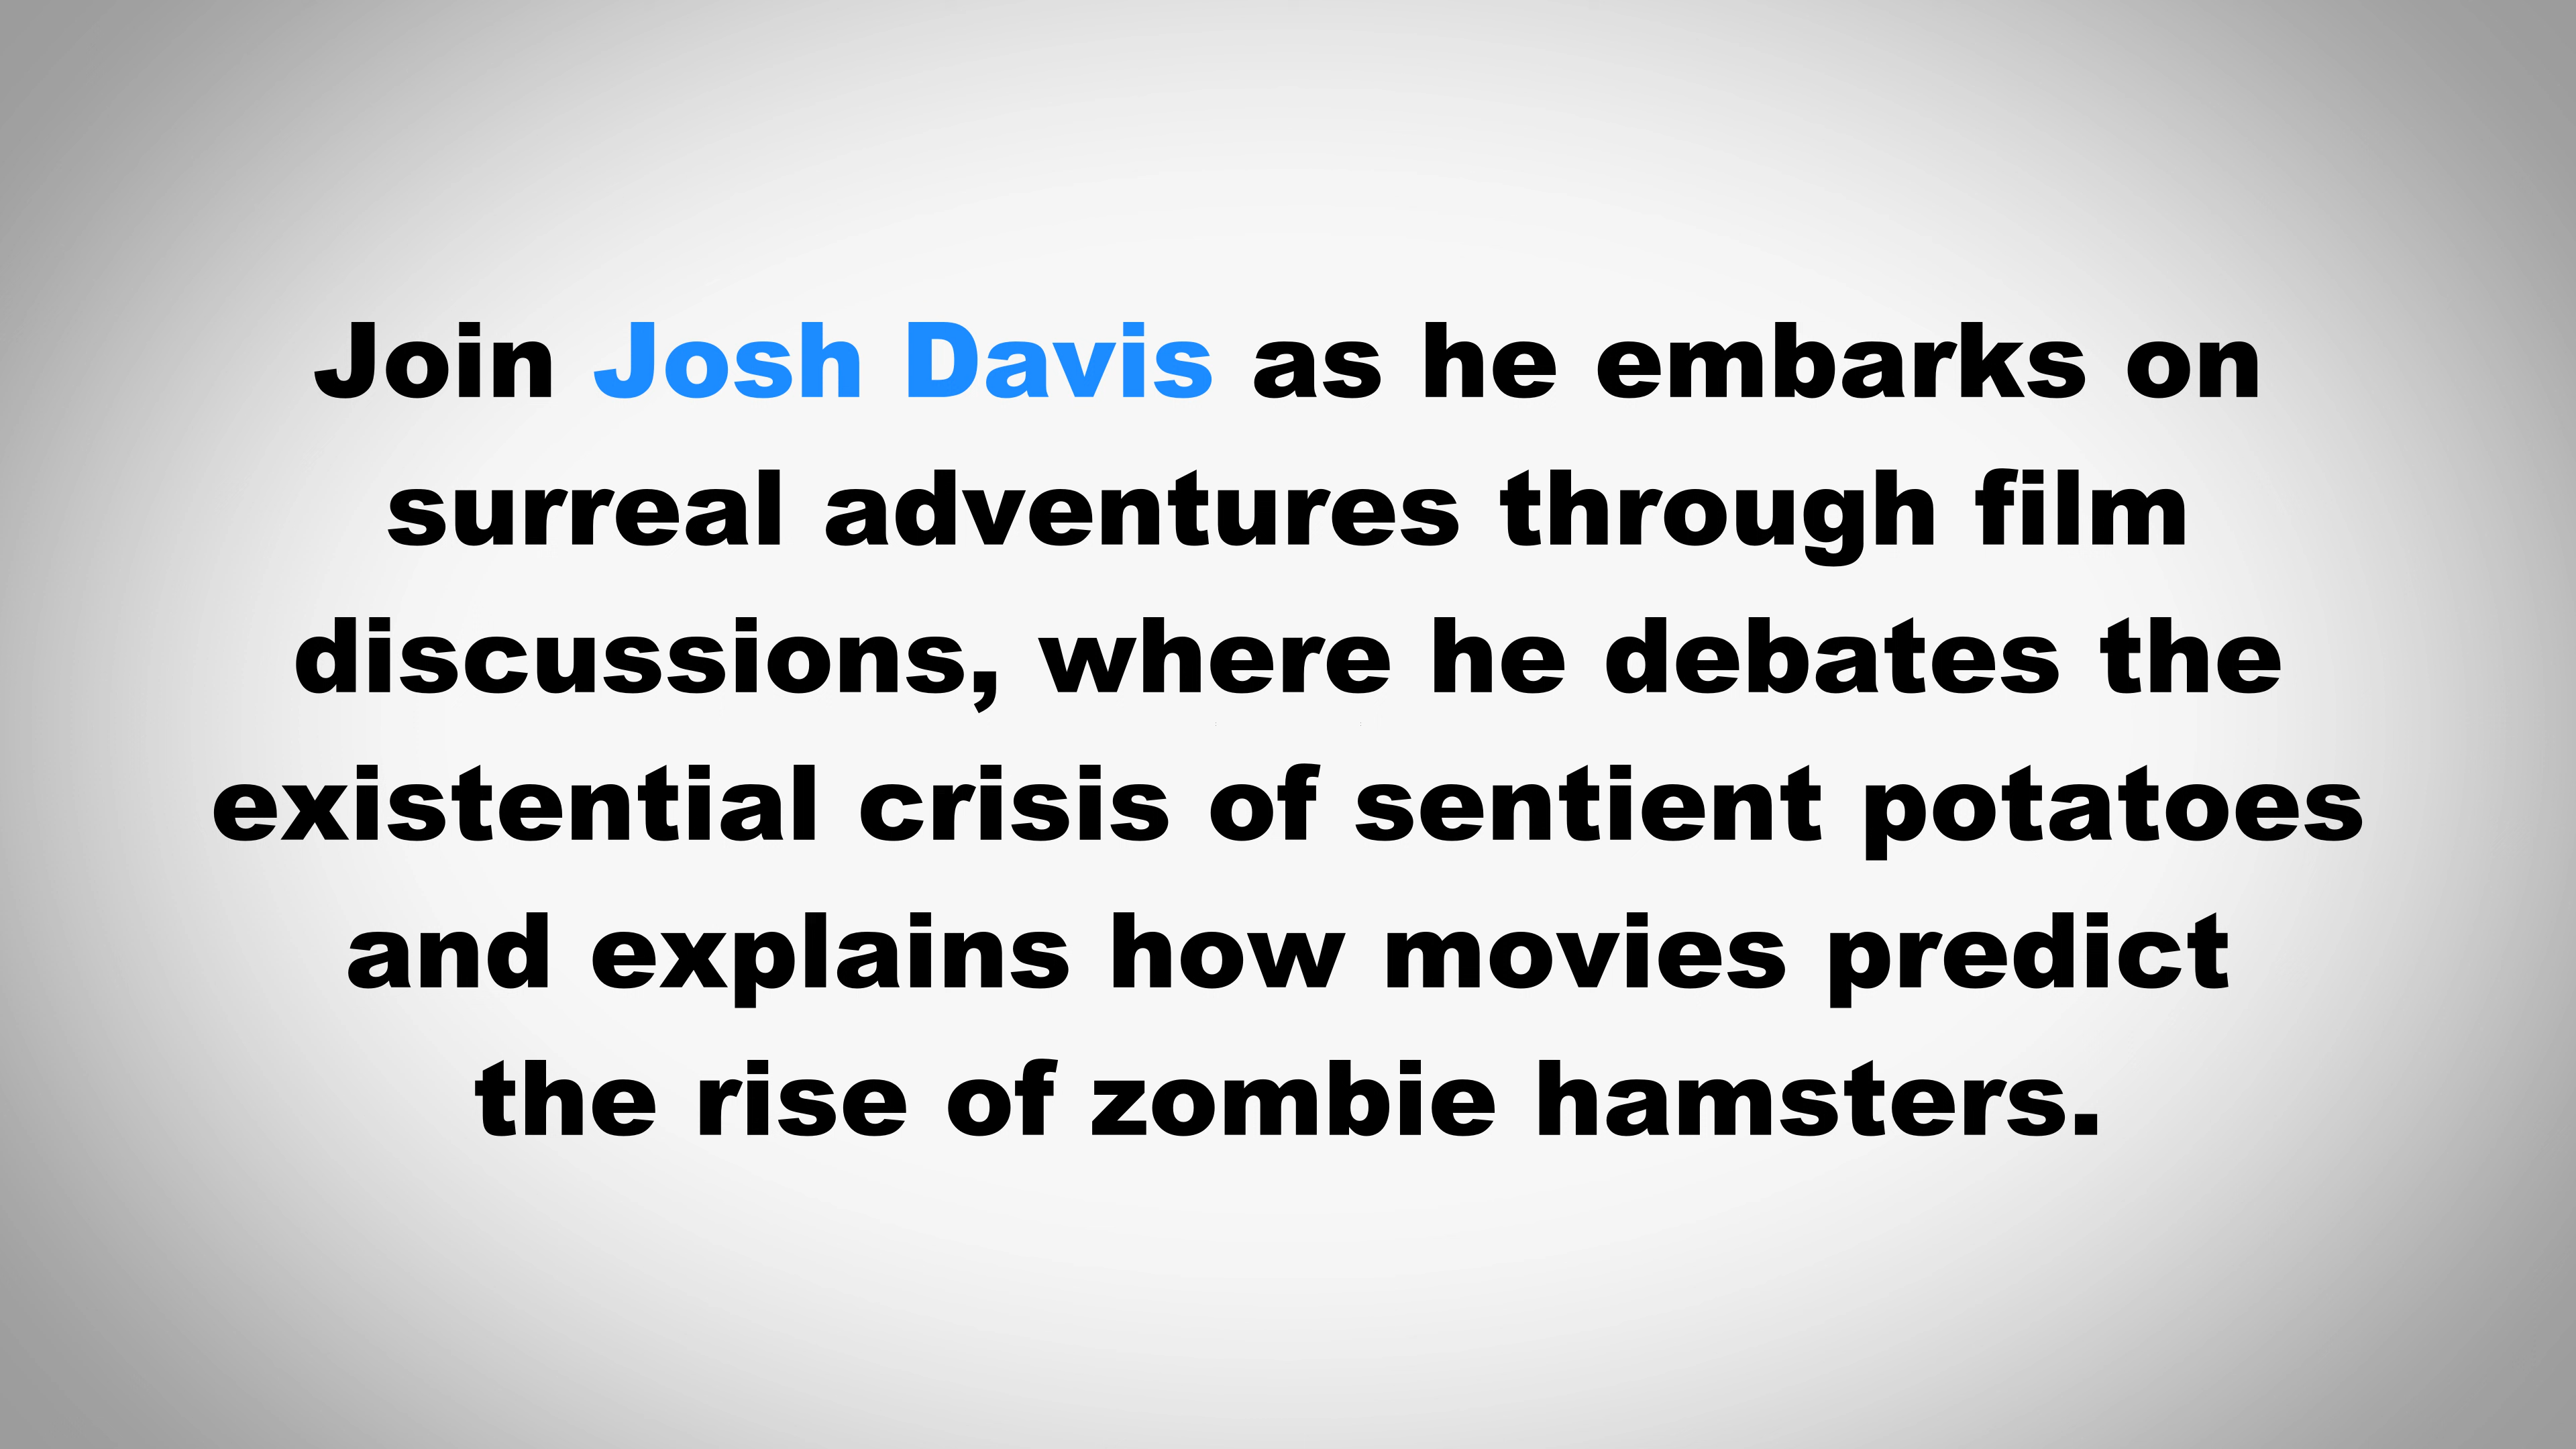 Join Josh Davis as he embarks on
surreal adventures through film
discussions, where he debates the
existential crisis of sentient potatoes
and explains how movies predict
the rise of zombie hamsters.